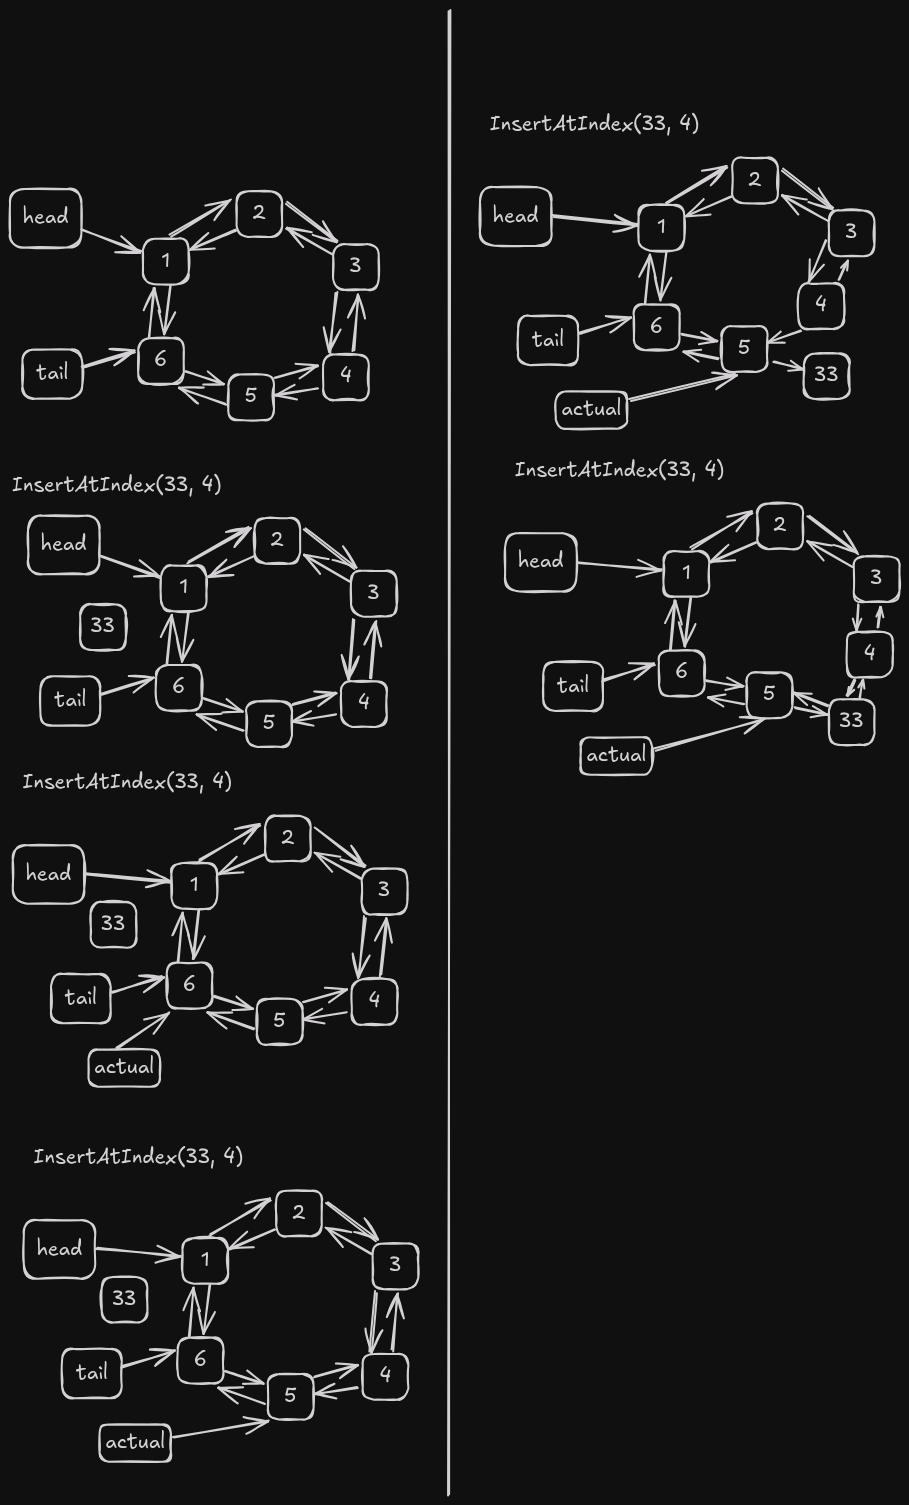 head
2
1
3
6
tail
4
5
InsertAtIndex(33, 4)
head
2
1
3
33
6
tail
4
5
InsertAtIndex(33, 4)
head
2
1
3
33
6
tail
4
5
actual
InsertAtIndex(33, 4)
head
2
1
3
33
6
tail
4
5
actual
InsertAtIndex(33, 4)
head
2
1
3
4
6
tail
5
33
actual
InsertAtIndex(33, 4)
head
2
1
3
4
6
tail
5
33
actual